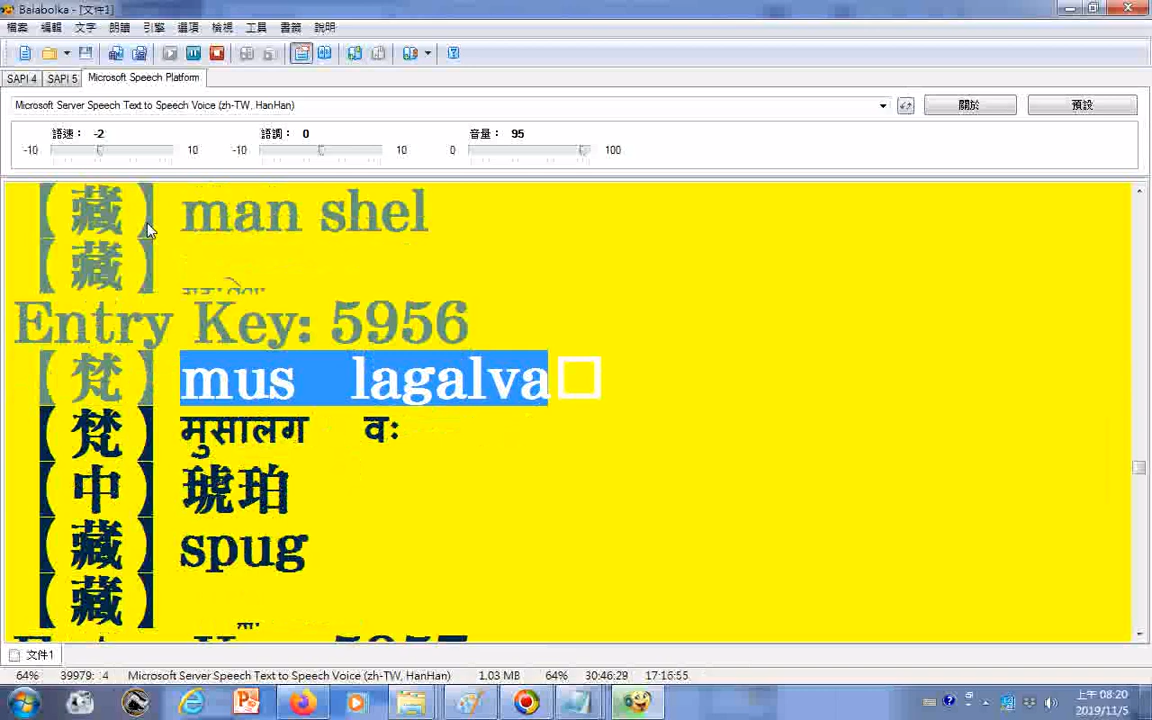 Balabolka - [文件1]
檔案 編輯 文字 朗讀 引擎 選項 檢視 工具 書籤 說明
SAPI 4 SAPI 5 Microsoft Speech Platform
Microsoft Server Speech Text to Speech Voice (zh-TW, HanHan) 關於 預設
語速： -2 語調： 0 音量： 95
-10 10 -10 10 0 100
【藏】 man shel
【藏】
Entry Key: 5956
【梵】 mus lagalva□
【梵】 मुसालग वः
【中】 琥珀
【藏】 spug
【藏】
Entry Key: 5957
文件1
64% 39979: 4 Microsoft Server Speech Text to Speech Voice (zh-TW, HanHan) 1.03 MB 64% 30:46:29 17:16:55
上午 08:20
2019/11/5